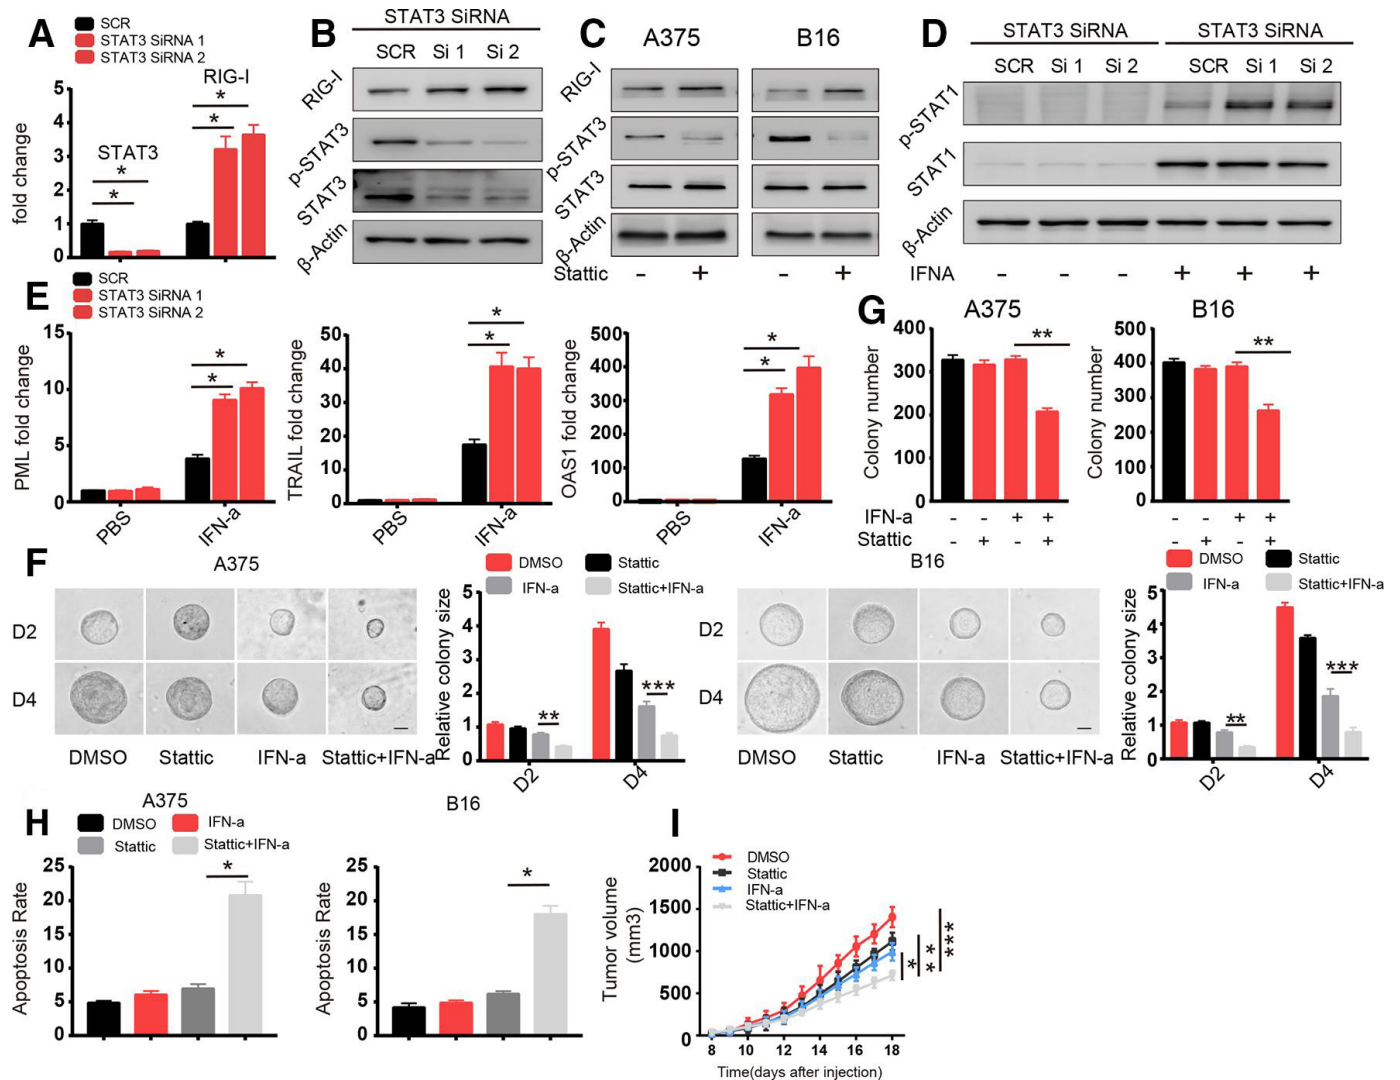 A
SCR
STAT3 SiRNA 1
STAT3 SiRNA 2
fold change
5
4
3
2
1
0
STAT3
*
*
RIG-I
*
*
B
STAT3 SiRNA
SCR Si 1 Si 2
RIG-I
p-STAT3
STAT3
β-Actin
C
A375 B16
RIG-I
p-STAT3
STAT3
β-Actin
Stattic - + - +
D
STAT3 SiRNA STAT3 SiRNA
SCR Si 1 Si 2 SCR Si 1 Si 2
p-STAT1
STAT1
β-Actin
IFNA - - - + + +
E
SCR
STAT3 SiRNA 1
STAT3 SiRNA 2
PML fold change
15
10
5
0
*
*
PBS IFN-a
TRAIL fold change
50
40
30
20
10
0
*
*
PBS IFN-a
OAS1 fold change
500
400
300
200
100
0
*
*
PBS IFN-a
G
A375
Colony number
400
300
200
100
0
**
IFN-a - - + +
Stattic - + - +
B16
Colony number
500
400
300
200
100
0
**
- - + +
- + - +
F
A375
D2
D4
DMSO Stattic IFN-a Stattic+IFN-a
DMSO Stattic
IFN-a Stattic+IFN-a
Relative colony size
5
4
3
2
1
0
**
***
D2 D4
B16
D2
D4
DMSO Stattic IFN-a Stattic+IFN-a
DMSO Stattic
IFN-a Stattic+IFN-a
Relative colony size
5
4
3
2
1
0
**
***
D2 D4
H
A375
DMSO IFN-a
Stattic Stattic+IFN-a
Apoptosis Rate
25
20
15
10
5
0
*
B16
Apoptosis Rate
25
20
15
10
5
0
*
I
DMSO
Stattic
IFN-a
Stattic+IFN-a
Tumor volume
(mm3)
2000
1500
1000
500
0
*
**
***
8 10 12 14 16 18
Time(days after injection)